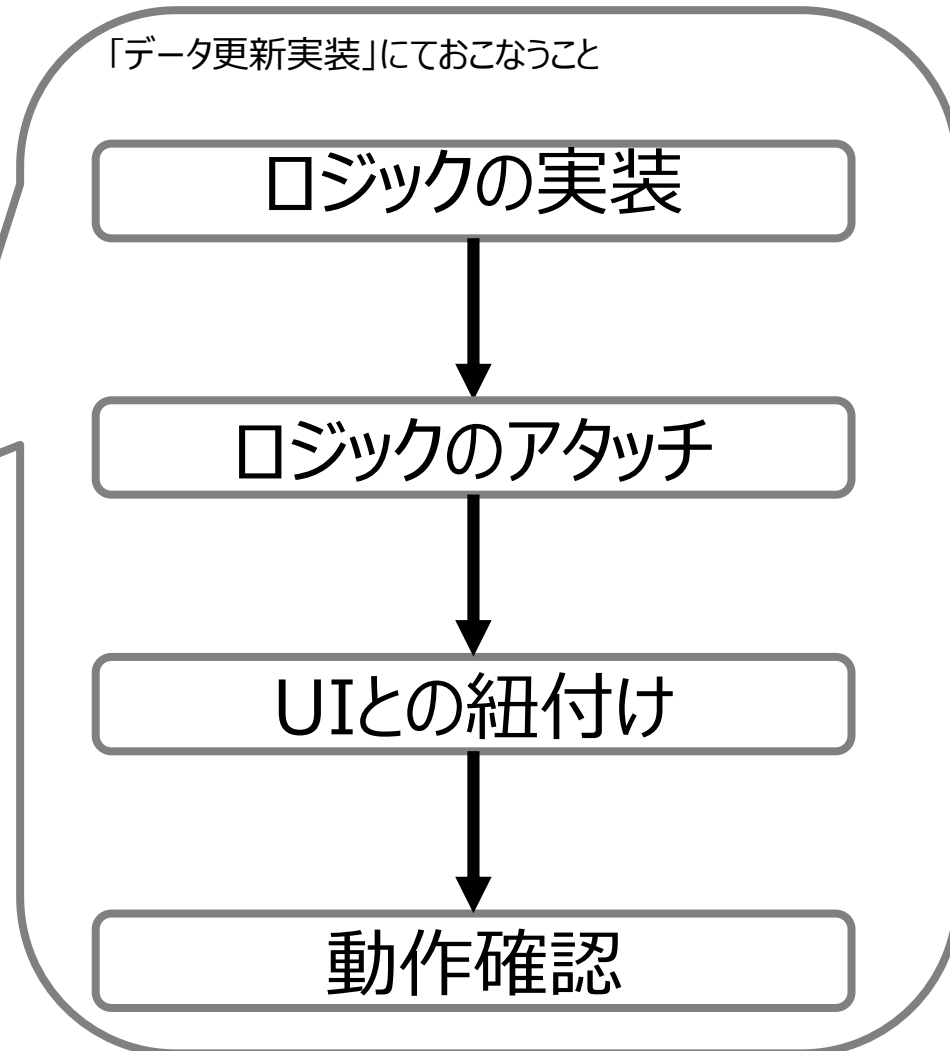 「データ更新実装」にておこなうこと
ロジックの実装
ロジックのアタッチ
UIとの紐付け
動作確認